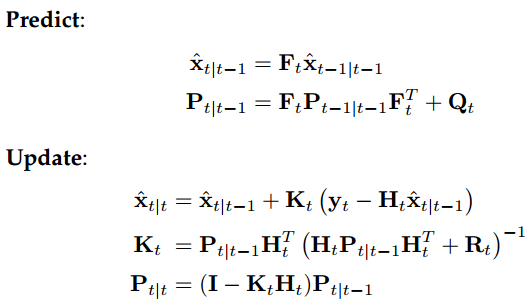 Predict:
x̂_{t|t−1} = F_t x̂_{t−1|t−1}
P_{t|t−1} = F_t P_{t−1|t−1} F_t^T + Q_t
Update:
x̂_{t|t} = x̂_{t|t−1} + K_t (y_t − H_t x̂_{t|t−1})
K_t = P_{t|t−1} H_t^T (H_t P_{t|t−1} H_t^T + R_t)^{−1}
P_{t|t} = (I − K_t H_t) P_{t|t−1}